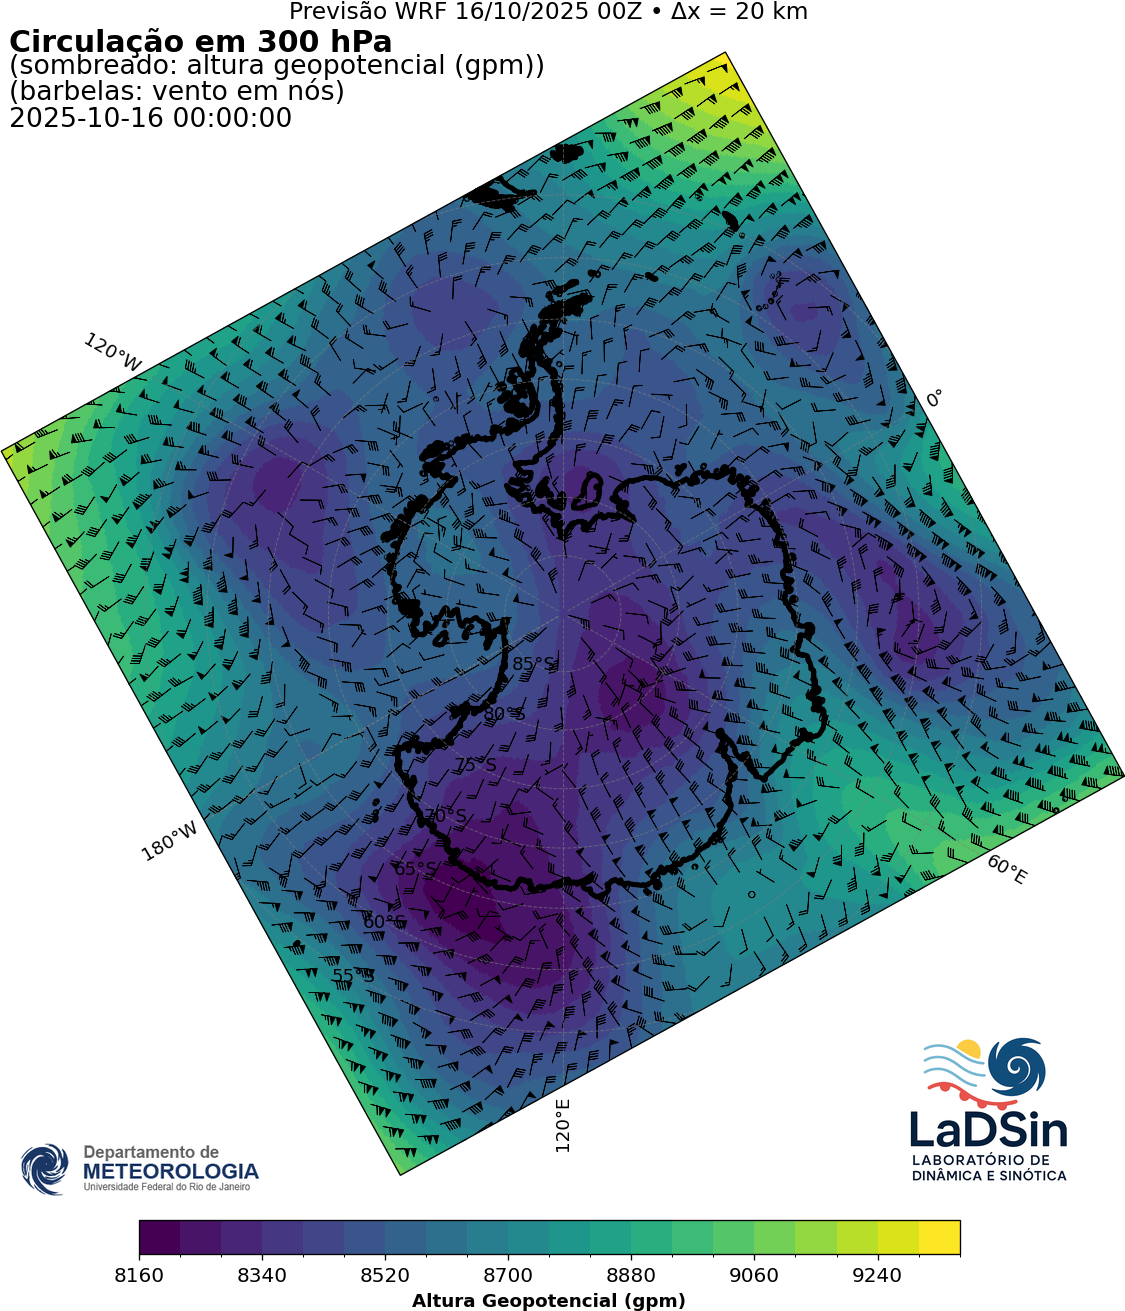 Previsão WRF 16/10/2025 00Z • Δx = 20 km
Circulação em 300 hPa
(sombreado: altura geopotencial (gpm))
(barbelas: vento em nós)
2025-10-16 00:00:00
120°W
0°
85°S
80°S
75°S
70°S
65°S
60°S
55°S
180°W
60°E
120°E
LaDSin
LABORATÓRIO DE
DINÂMICA E SINÓTICA
Departamento de
METEOROLOGIA
Universidade Federal do Rio de Janeiro
8160 8340 8520 8700 8880 9060 9240
Altura Geopotencial (gpm)